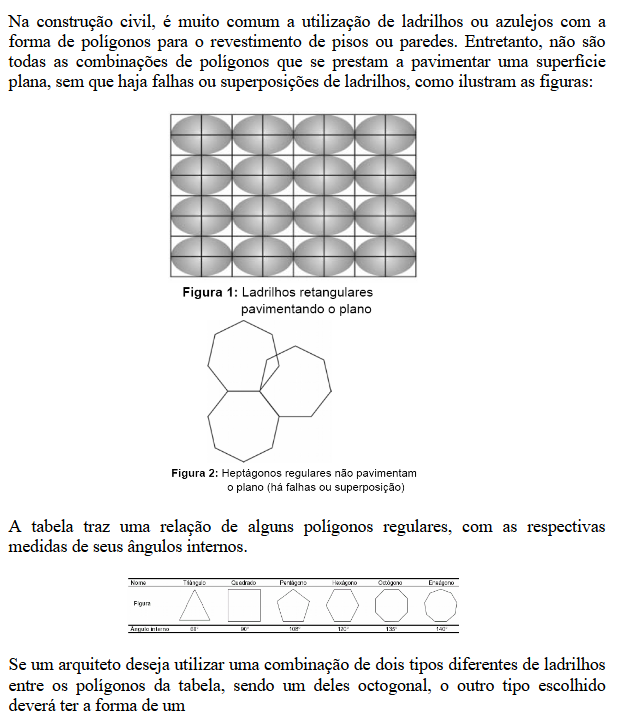 Na construção civil, é muito comum a utilização de ladrilhos ou azulejos com a
forma de polígonos para o revestimento de pisos ou paredes. Entretanto, não são
todas as combinações de polígonos que se prestam a pavimentar uma superfície
plana, sem que haja falhas ou superposições de ladrilhos, como ilustram as figuras:
Figura 1: Ladrilhos retangulares
pavimentando o plano
Figura 2: Heptágonos regulares não pavimentam
o plano (há falhas ou superposição)
A tabela traz uma relação de alguns polígonos regulares, com as respectivas
medidas de seus ângulos internos.
Nome Triângulo Quadrado Pentágono Hexágono Octógono Eneágono
Figura
Ângulo interno 60° 90° 108° 120° 135° 140°
Se um arquiteto deseja utilizar uma combinação de dois tipos diferentes de ladrilhos
entre os polígonos da tabela, sendo um deles octogonal, o outro tipo escolhido
deverá ter a forma de um